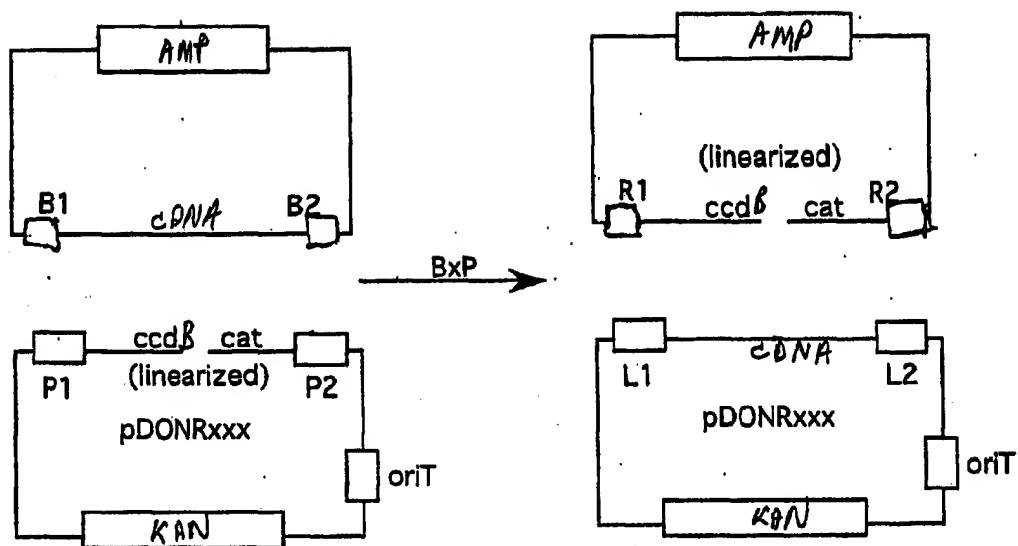 AMP
B1 cDNA B2
BxP
ccdB cat
(linearized)
P1 P2
pDONRxxx
oriT
KAN
AMP
(linearized)
R1 ccdB cat R2
cDNA
L1 L2
pDONRxxx
oriT
KAN